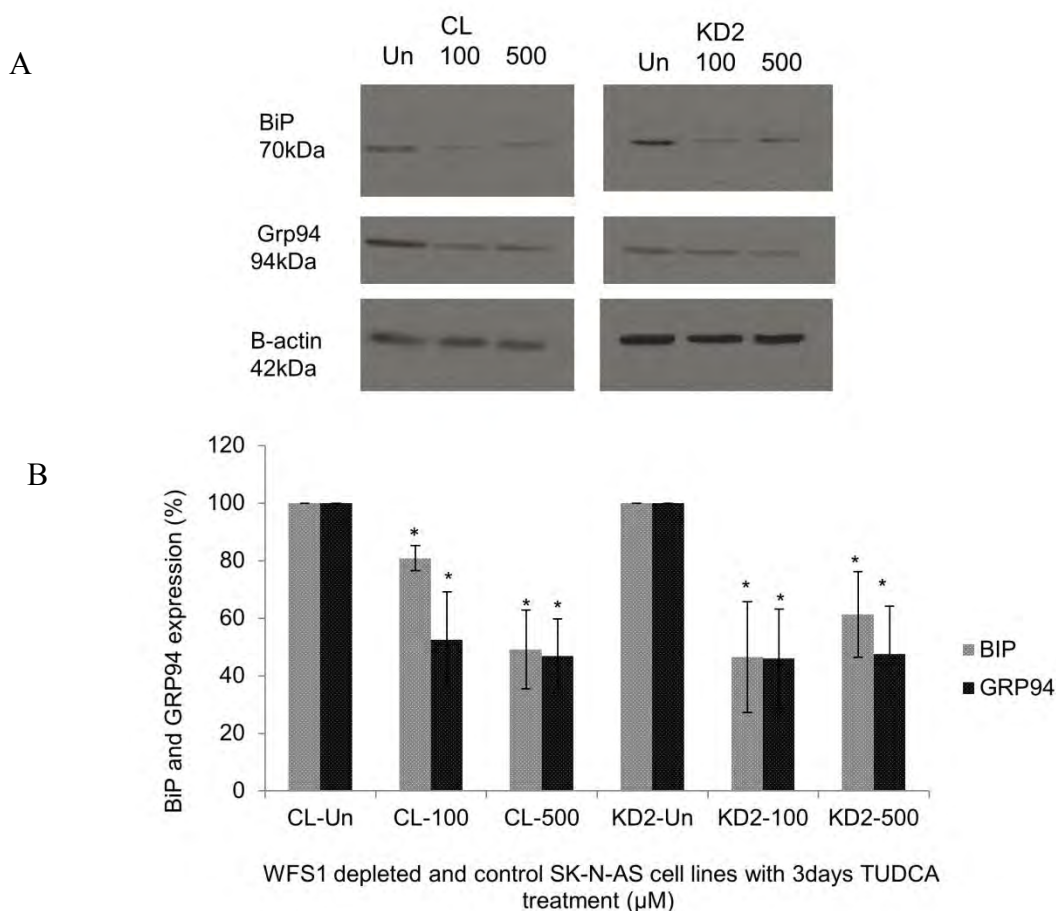 A
CL
Un 100 500
KD2
Un 100 500
BiP
70kDa
Grp94
94kDa
B-actin
42kDa
B
BiP and GRP94 expression (%)
120
100
80
60
40
20
0
* * * * * * * *
CL-Un CL-100 CL-500 KD2-Un KD2-100 KD2-500
BIP
GRP94
WFS1 depleted and control SK-N-AS cell lines with 3days TUDCA
treatment (µM)